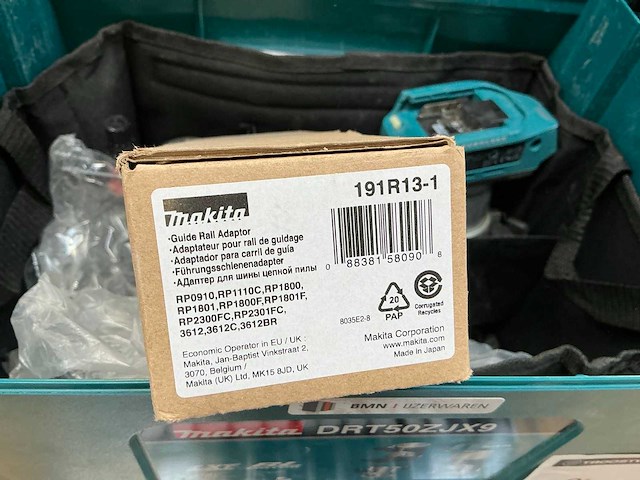 makita
191R13-1
·Guide Rail Adaptor
·Adaptateur pour rail de guidage
·Adaptador para carril de guía
·Führungsschienenadapter
·Адаптер для шины цепной пилы
RP0910,RP1110C,RP1800,
RP1801,RP1800F,RP1801F,
RP2300FC,RP2301FC,
3612,3612C,3612BR
0 88381 58090 8
8035E2-8
20
PAP
Corrugated
Recycles
Economic Operator in EU / UK :
Makita, Jan-Baptist Vinkstraat 2,
3070, Belgium /
Makita (UK) Ltd, MK15 8JD, UK
Makita Corporation
www.makita.com
Made in Japan
BMN | IJZERWAREN
makita DRT50ZJX9